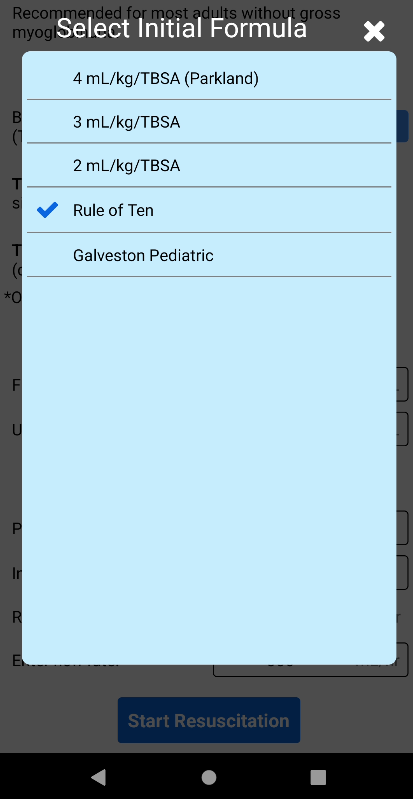 Recommended for most adults without gross
Select Initial Formula
4 mL/kg/TBSA (Parkland)
3 mL/kg/TBSA
2 mL/kg/TBSA
Rule of Ten
Galveston Pediatric
*O
Start Resuscitation